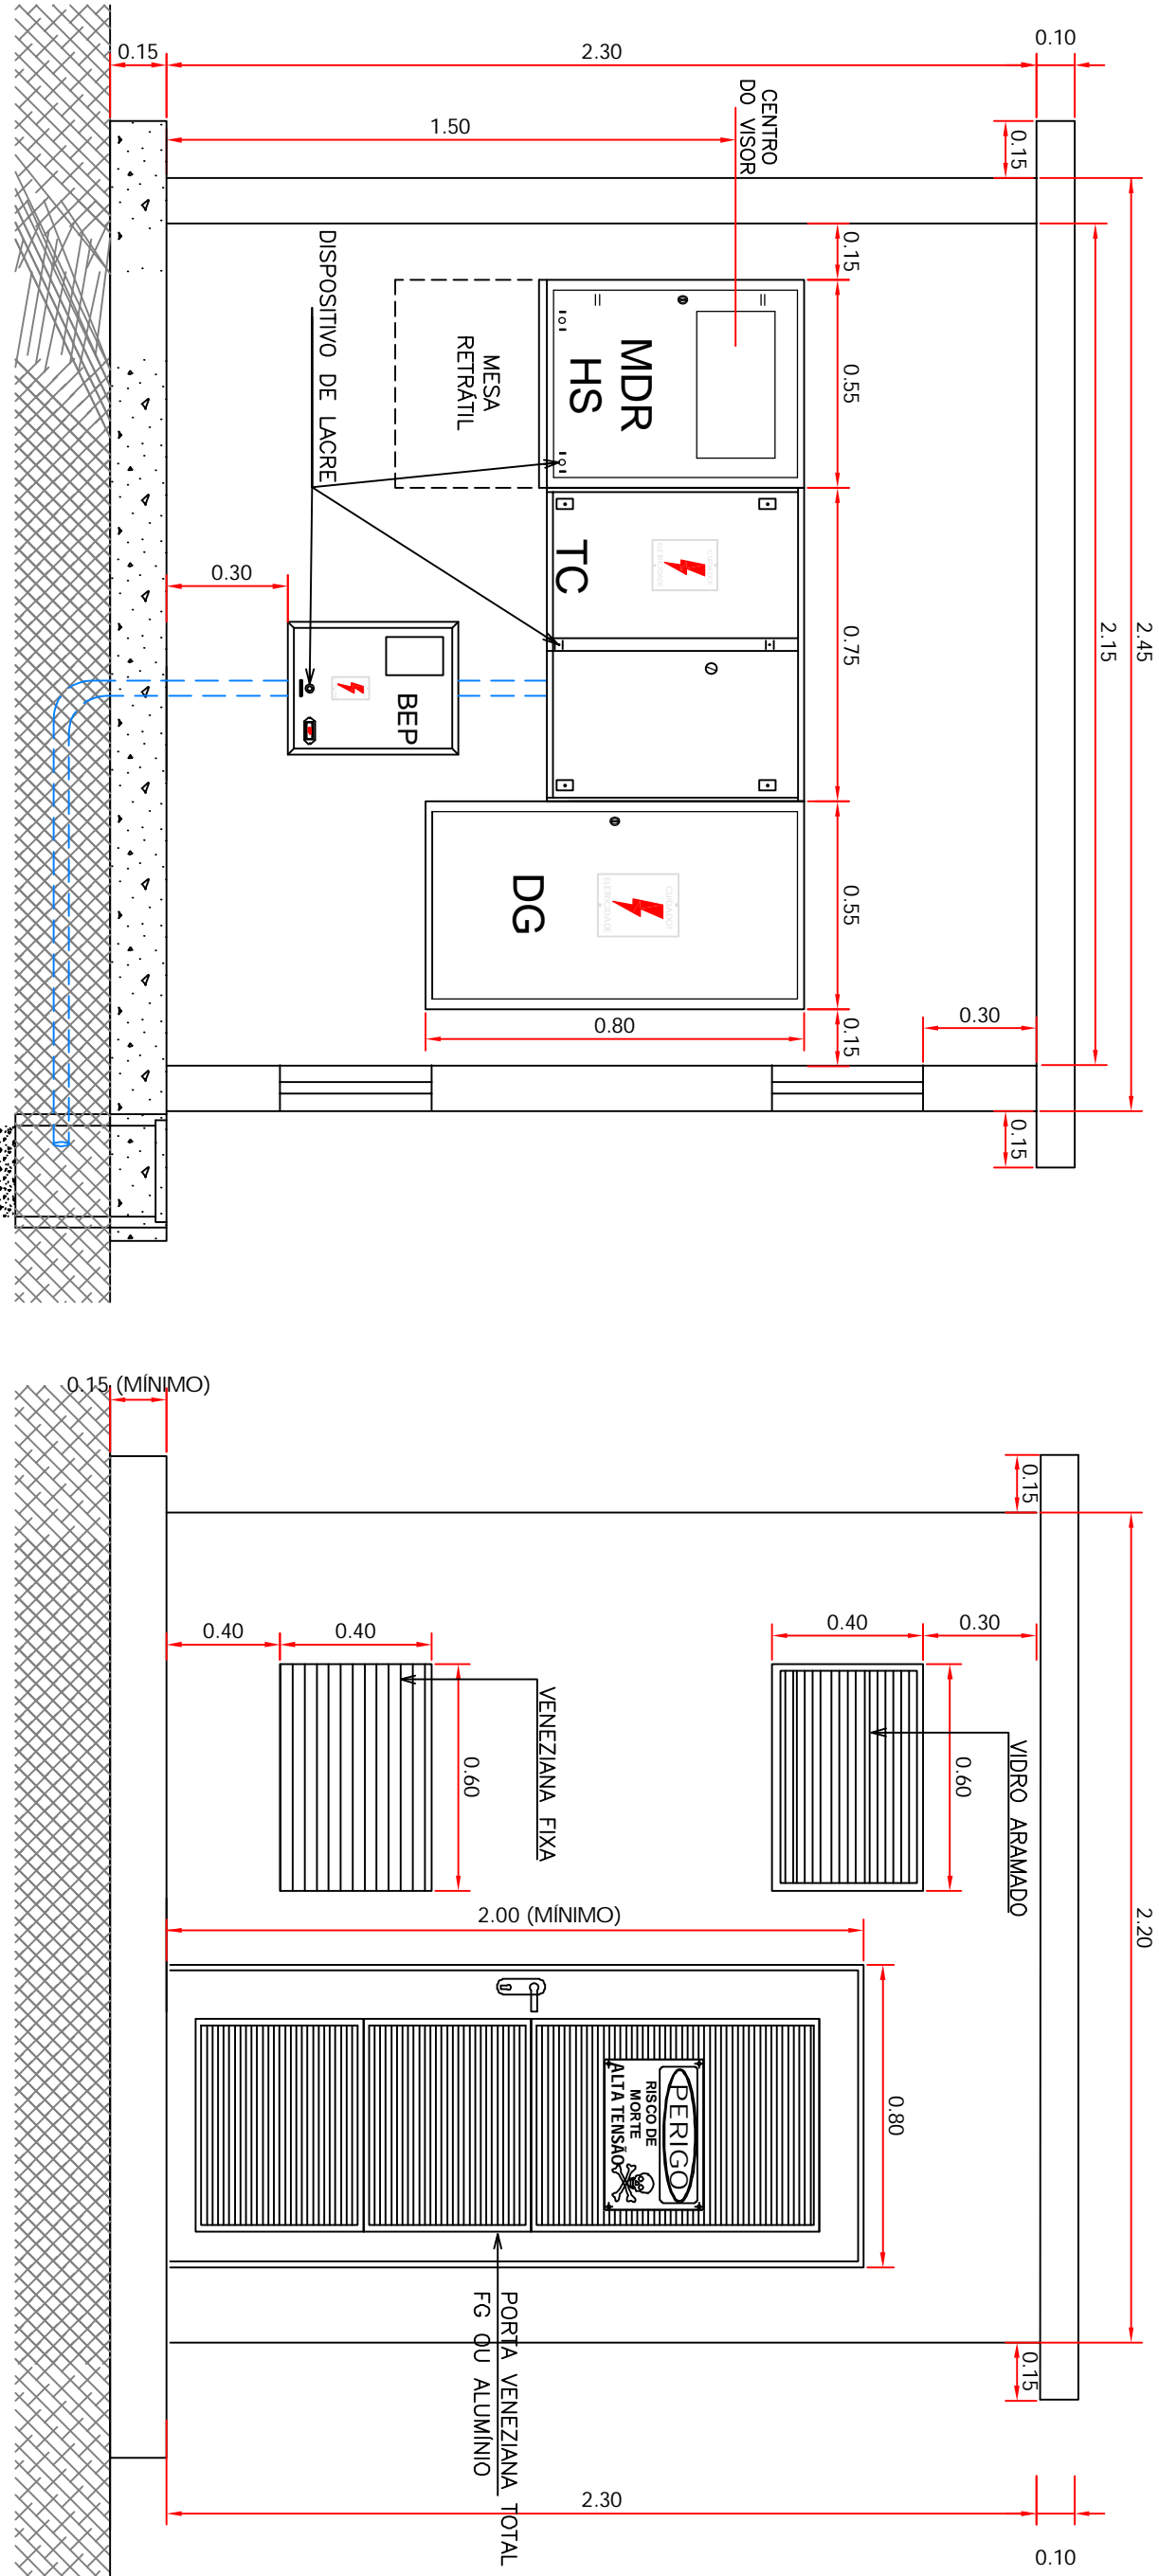 0.15
2.30
0.10
CENTRO
DO VISOR
1.50
0.15
2.45
2.15
0.15
0.55
0.75
0.55
0.15
DISPOSITIVO DE LACRE
MESA
RETRÁTIL
MDR
HS
TC
CUIDADO!
ELETRICIDADE
0.30
BEP
DG
CUIDADO!
ELETRICIDADE
0.80
0.30
0.15
0.15 (MÍNIMO)
0.15
2.20
0.40
0.40
0.60
VENEZIANA FIXA
0.40
0.30
0.60
VIDRO ARAMADO
2.00 (MÍNIMO)
0.80
PERIGO
RISCO DE
MORTE
ALTA TENSÃO
PORTA VENEZIANA TOTAL
FG OU ALUMÍNIO
0.15
2.30
0.10